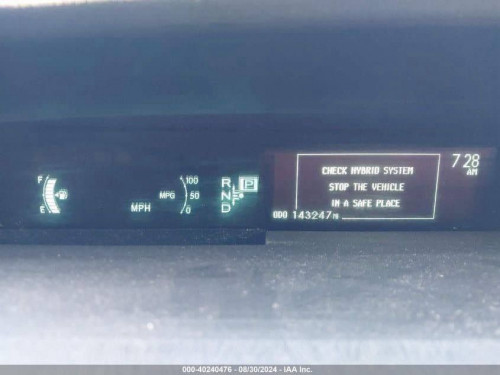 F
E
MPH
MPG
100
50
0
R
N
D
P
CHECK HYBRID SYSTEM
STOP THE VEHICLE
IN A SAFE PLACE
ODO 143247
7:28
AM
000-40240476 - 08/30/2024 - IAA Inc.